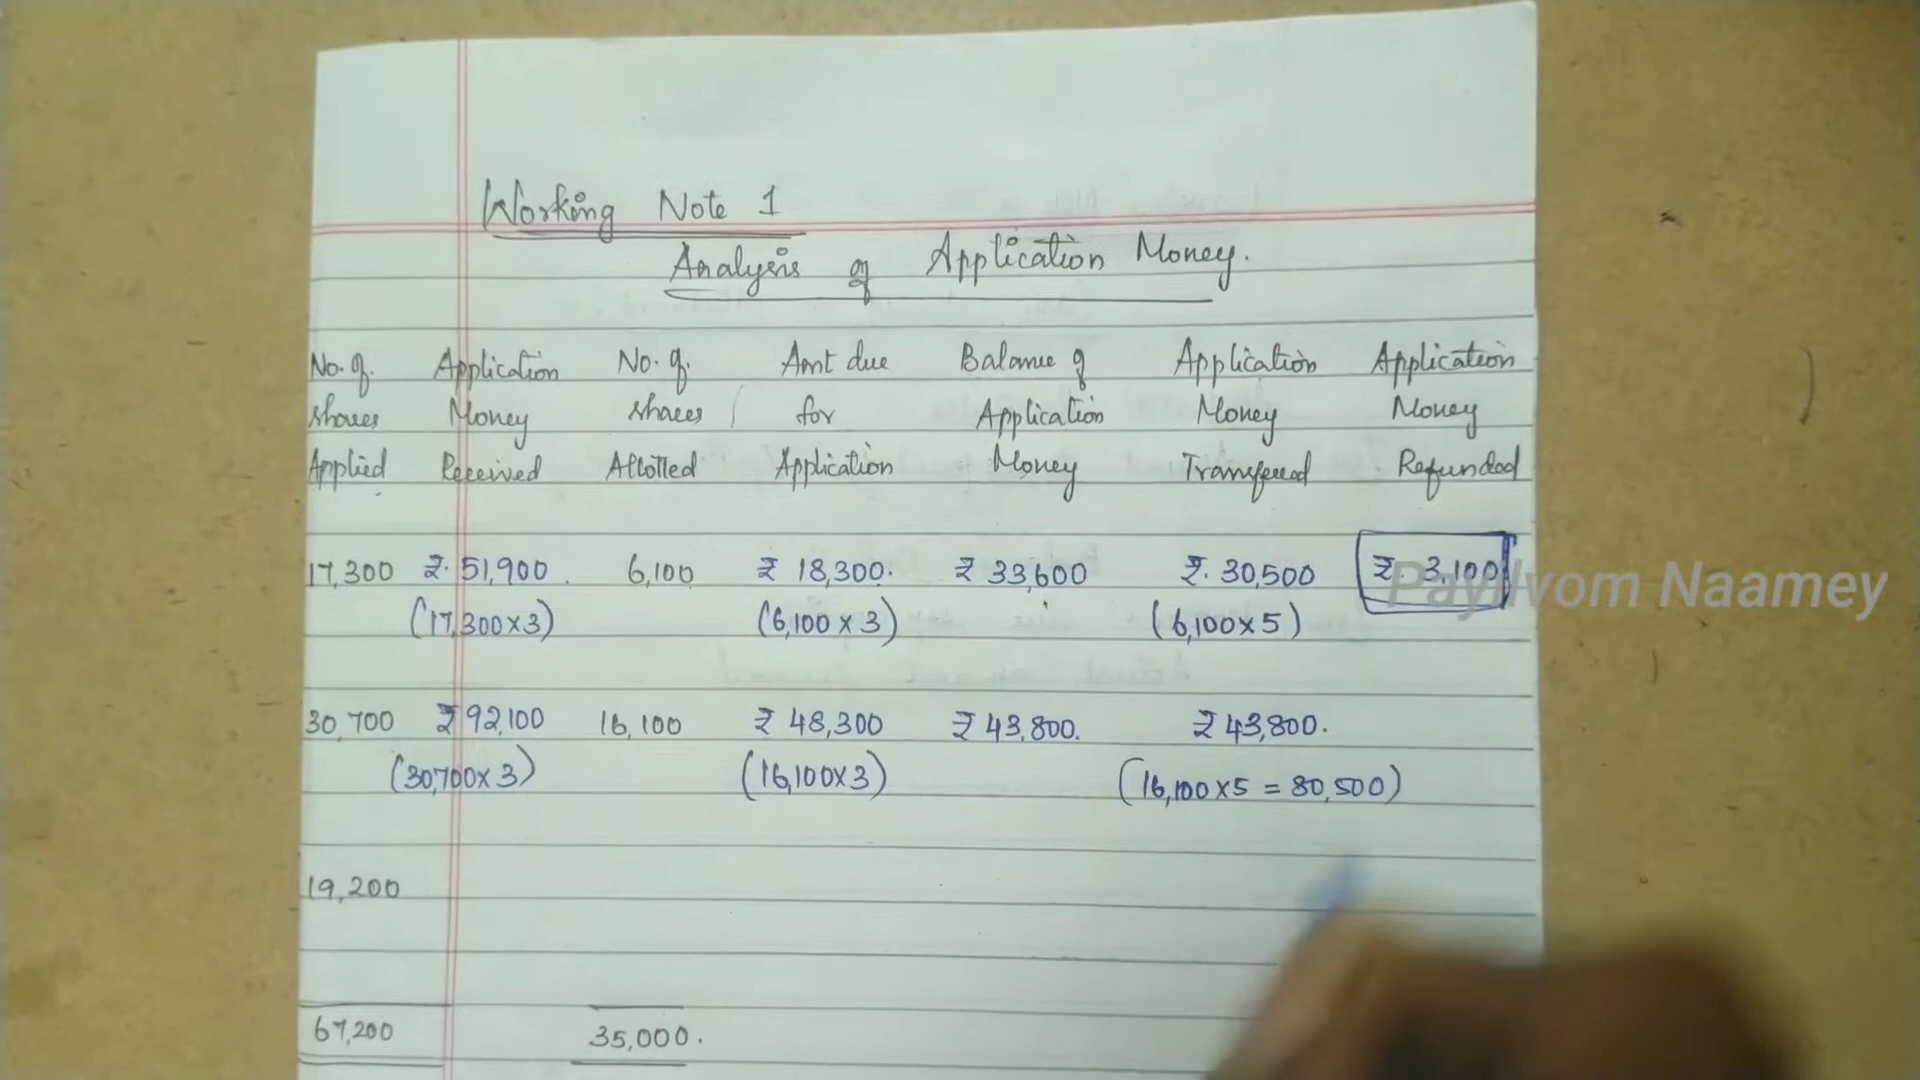 Working Note 1
Analysis of Application Money.
No. of Application No. of Amt due Balance of Application Application
shares Money shares for Application Money Money
Applied Received Allotted Application Money Transferred Refunded
17,300 ₹. 51,900. 6,100 ₹ 18,300. ₹ 33,600 ₹. 30,500 ₹. 3,100
(17,300x3) (6,100 x 3) (6,100x5)
30,700 ₹ 92,100 16,100 ₹ 48,300 ₹ 43,800. ₹ 43,800.
(30,700x3) (16,100x3) (16,100x5 = 80,500)
19,200
67,200 35,000.
Payilvom Naamey